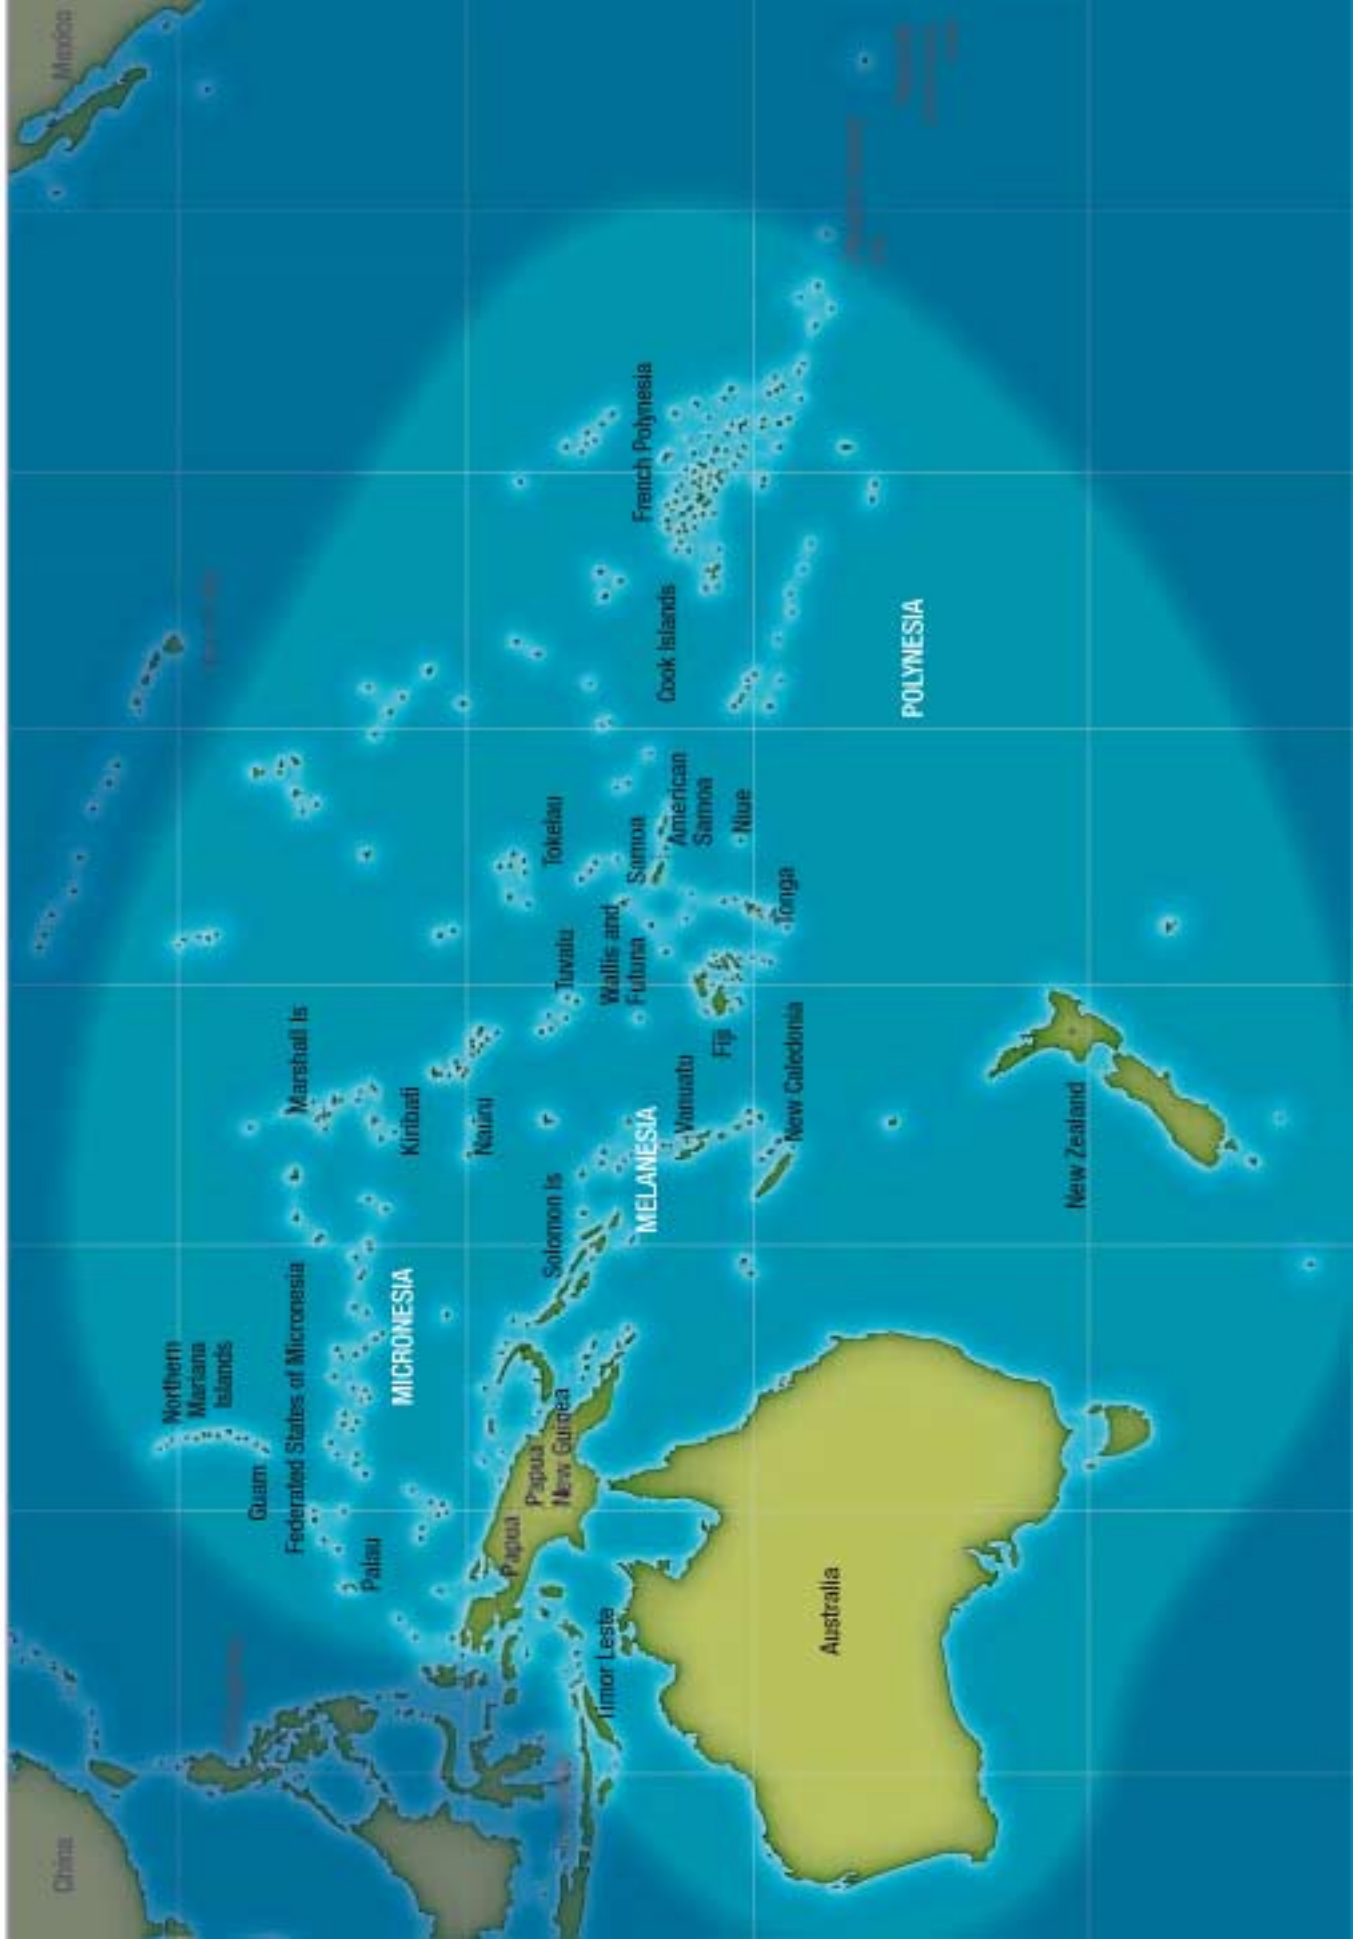 China
Mexico
Northern
Mariana
Islands
Guam
Federated States of Micronesia
Marshall Is
Palau
MICRONESIA
Kiribati
Nauru
Papua
Papua
New Guinea
Solomon Is
Tuvalu
Tokelau
Timor Leste
MELANESIA
Wallis and
Futuna
Samoa
American
Samoa
Cook Islands
French Polynesia
Vanuatu
Fiji
Niue
Tonga
New Caledonia
Australia
POLYNESIA
New Zealand